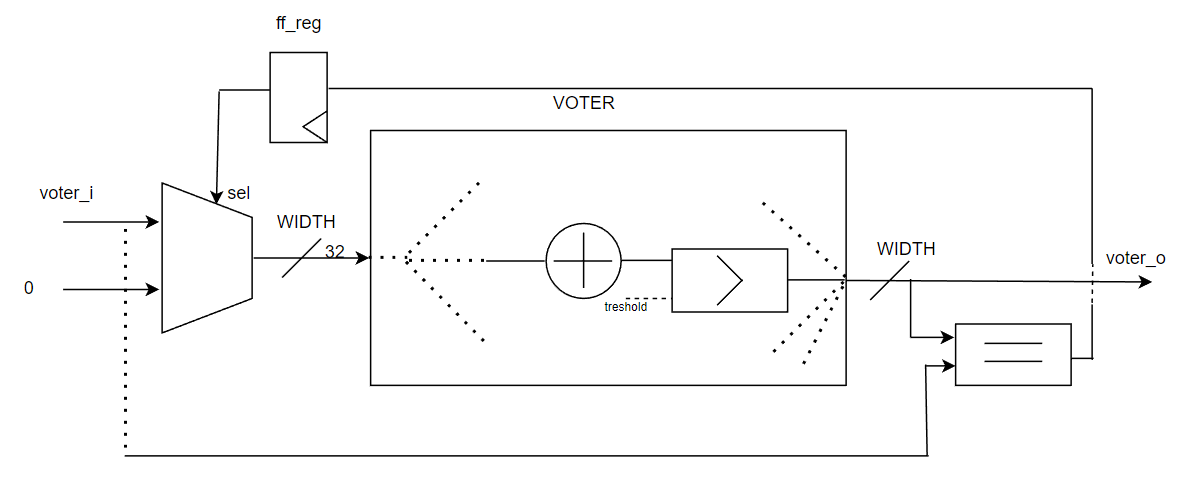 ff_reg
VOTER
voter_i
sel
WIDTH
32
WIDTH
voter_o
0
treshold